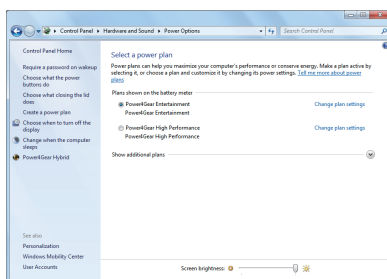 Control Panel
Hardware and Sound
Power Options
Search Control Panel
Control Panel Home
Require a password on wakeup
Choose what the power
buttons do
Choose what closing the lid
does
Create a power plan
Choose when to turn off the
display
Change when the computer
sleeps
Power4Gear Hybrid
See also
Personalization
Windows Mobility Center
User Accounts
Select a power plan
Power plans can help you maximize your computer's performance or conserve energy. Make a plan active by
selecting it, or choose a plan and customize it by changing its power settings. Tell me more about power
plans
Plans shown on the battery meter
Power4Gear Entertainment Change plan settings
Power4Gear Entertainment
Power4Gear High Performance Change plan settings
Power4Gear High Performance
Show additional plans
Screen brightness: